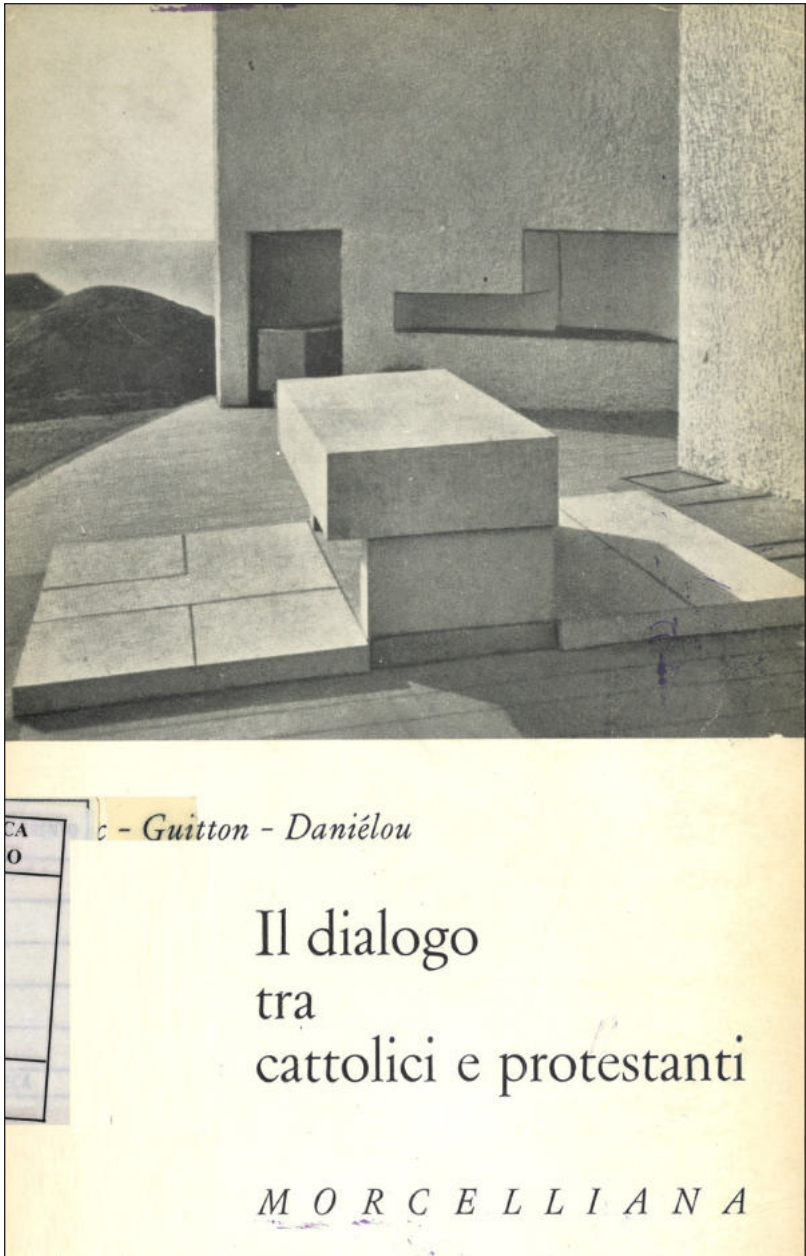 c - Guitton - Daniélou
Il dialogo
tra
cattolici e protestanti
MORCELLIANA